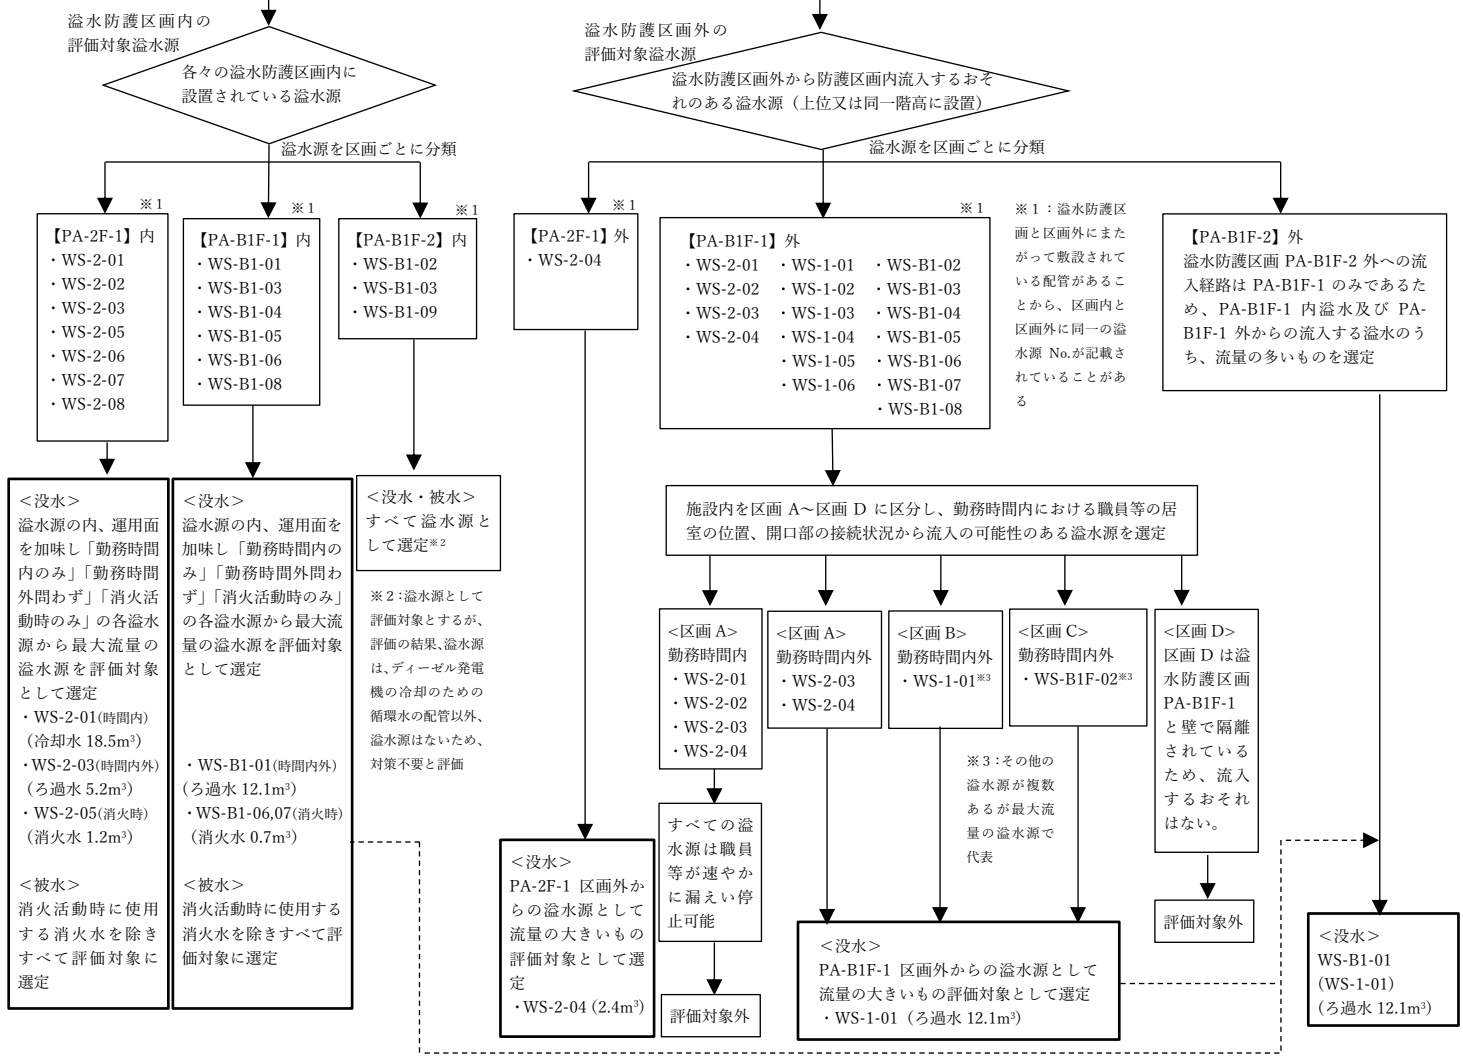 溢水防護区画内の
評価対象溢水源
各々の溢水防護区画内に
設置されている溢水源
溢水源を区画ごとに分類
溢水防護区画外の
評価対象溢水源
溢水防護区画外から防護区画内流入するおそ
れのある溢水源（上位又は同一階高に設置）
溢水源を区画ごとに分類
※1
【PA-2F-1】内
・WS-2-01
・WS-2-02
・WS-2-03
・WS-2-05
・WS-2-06
・WS-2-07
・WS-2-08
※1
【PA-B1F-1】内
・WS-B1-01
・WS-B1-03
・WS-B1-04
・WS-B1-05
・WS-B1-06
・WS-B1-08
※1
【PA-B1F-2】内
・WS-B1-02
・WS-B1-03
・WS-B1-09
※1
【PA-2F-1】外
・WS-2-04
※1
【PA-B1F-1】外
・WS-2-01 ・WS-1-01 ・WS-B1-02
・WS-2-02 ・WS-1-02 ・WS-B1-03
・WS-2-03 ・WS-1-03 ・WS-B1-04
・WS-2-04 ・WS-1-04 ・WS-B1-05
・WS-1-05 ・WS-B1-06
・WS-1-06 ・WS-B1-07
・WS-B1-08
※1：溢水防護区
画と区画外にまた
がって敷設されて
いる配管があるこ
とから、区画内と
区画外に同一の溢
水源 No.が記載さ
れていることがあ
る
【PA-B1F-2】外
溢水防護区画 PA-B1F-2 外への流
入経路は PA-B1F-1 のみであるた
め、PA-B1F-1 内溢水及び PA-
B1F-1 外からの流入する溢水のう
ち、流量の多いものを選定
＜没水＞
溢水源の内、運用面
を加味し「勤務時間
内のみ」「勤務時間
外問わず」「消火活
動時のみ」の各溢水
源から最大流量の
溢水源を評価対象
として選定
・WS-2-01(時間内)
（冷却水 18.5m³）
・WS-2-03(時間内外)
（ろ過水 5.2m³）
・WS-2-05(消火時)
（消火水 1.2m³）
＜被水＞
消火活動時に使用
する消火水を除き
すべて評価対象に
選定
＜没水＞
溢水源の内、運用面を
加味し「勤務時間内の
み」「勤務時間外問わ
ず」「消火活動時のみ」
の各溢水源から最大流
量の溢水源を評価対象
として選定
・WS-B1-01(時間内外)
（ろ過水 12.1m³）
・WS-B1-06,07(消火時)
（消火水 0.7m³）
＜被水＞
消火活動時に使用する
消火水を除きすべて評
価対象に選定
＜没水・被水＞
すべて溢水源と
して選定※2
※2：溢水源として
評価対象とするが、
評価の結果、溢水源
は、ディーゼル発電
機の冷却のための
循環水の配管以外、
溢水源はないため、
対策不要と評価
施設内を区画 A～区画 D に区分し、勤務時間内における職員等の居
室の位置、開口部の接続状況から流入の可能性のある溢水源を選定
＜区画 A＞
勤務時間内
・WS-2-01
・WS-2-02
・WS-2-03
・WS-2-04
＜区画 A＞
勤務時間内外
・WS-2-03
・WS-2-04
＜区画 B＞
勤務時間内外
・WS-1-01※3
＜区画 C＞
勤務時間内外
・WS-B1F-02※3
＜区画 D＞
区画 D は溢
水防護区画
PA-B1F-1
と壁で隔離
されている
ため、流入
するおそれ
はない。
※3：その他の
溢水源が複数
あるが最大流
量の溢水源で
代表
すべての溢
水源は職員
等が速やか
に漏えい停
止可能
評価対象外
評価対象外
＜没水＞
PA-2F-1 区画外か
らの溢水源として
流量の大きいもの
評価対象として選
定
・WS-2-04 (2.4m³)
＜没水＞
PA-B1F-1 区画外からの溢水源として
流量の大きいもの評価対象として選定
・WS-1-01（ろ過水 12.1m³）
＜没水＞
WS-B1-01
(WS-1-01)
(ろ過水 12.1m³)